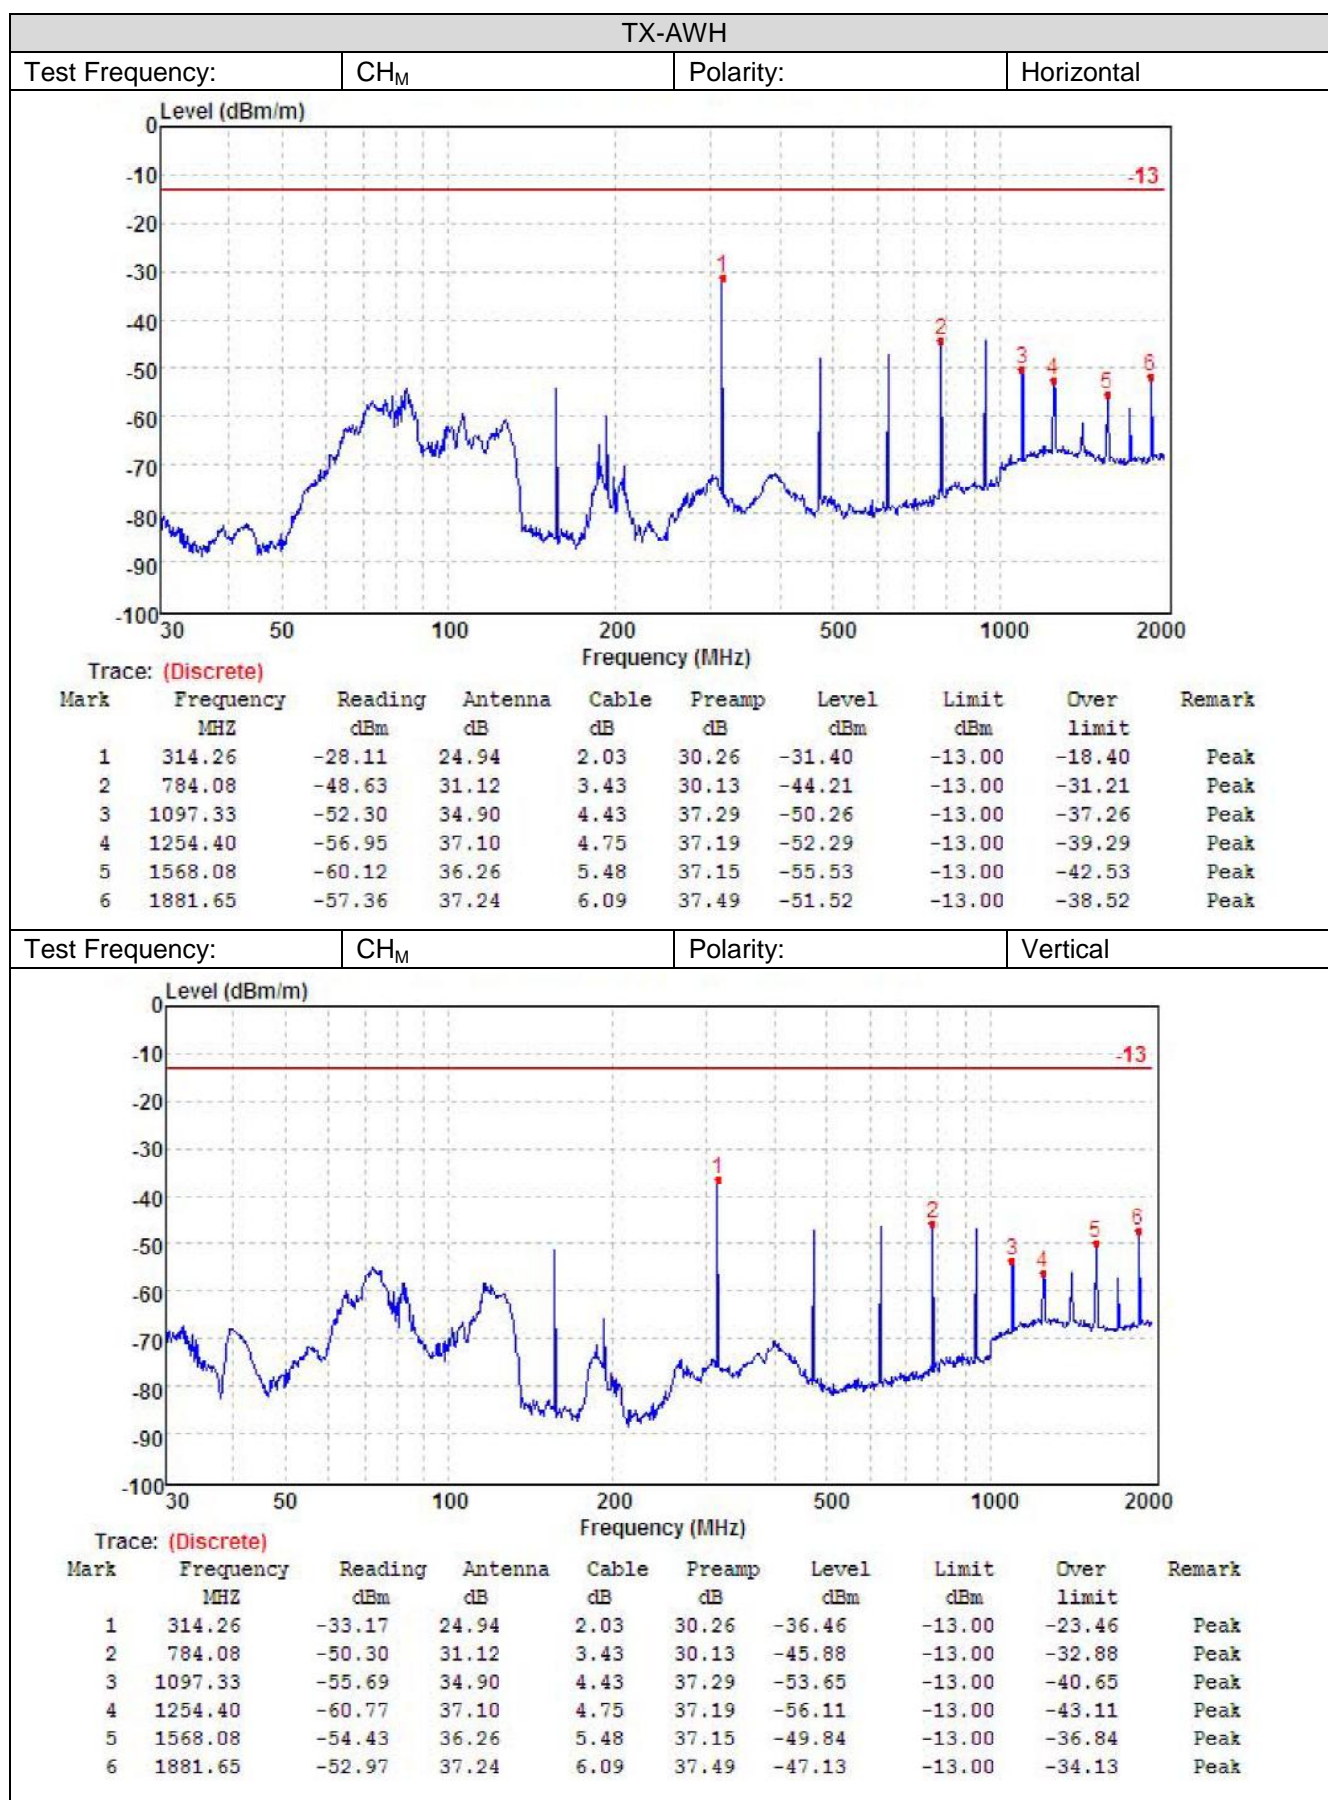 TX-AWH
Test Frequency: CHM Polarity: Horizontal
Level (dBm/m)
0
-10
-13
-20
-30
1
-40
2
-50
3 4 5 6
-60
-70
-80
-90
-100
30 50 100 200 500 1000 2000
Frequency (MHz)
Trace: (Discrete)
Mark Frequency Reading Antenna Cable Preamp Level Limit Over Remark
MHZ dBm dB dB dB dBm dBm limit
1 314.26 -28.11 24.94 2.03 30.26 -31.40 -13.00 -18.40 Peak
2 784.08 -48.63 31.12 3.43 30.13 -44.21 -13.00 -31.21 Peak
3 1097.33 -52.30 34.90 4.43 37.29 -50.26 -13.00 -37.26 Peak
4 1254.40 -56.95 37.10 4.75 37.19 -52.29 -13.00 -39.29 Peak
5 1568.08 -60.12 36.26 5.48 37.15 -55.53 -13.00 -42.53 Peak
6 1881.65 -57.36 37.24 6.09 37.49 -51.52 -13.00 -38.52 Peak
Test Frequency: CHM Polarity: Vertical
Level (dBm/m)
0
-10
-13
-20
-30
1
-40
2 6
-50
3 4 5
-60
-70
-80
-90
-100
30 50 100 200 500 1000 2000
Frequency (MHz)
Trace: (Discrete)
Mark Frequency Reading Antenna Cable Preamp Level Limit Over Remark
MHZ dBm dB dB dB dBm dBm limit
1 314.26 -33.17 24.94 2.03 30.26 -36.46 -13.00 -23.46 Peak
2 784.08 -50.30 31.12 3.43 30.13 -45.88 -13.00 -32.88 Peak
3 1097.33 -55.69 34.90 4.43 37.29 -53.65 -13.00 -40.65 Peak
4 1254.40 -60.77 37.10 4.75 37.19 -56.11 -13.00 -43.11 Peak
5 1568.08 -54.43 36.26 5.48 37.15 -49.84 -13.00 -36.84 Peak
6 1881.65 -52.97 37.24 6.09 37.49 -47.13 -13.00 -34.13 Peak